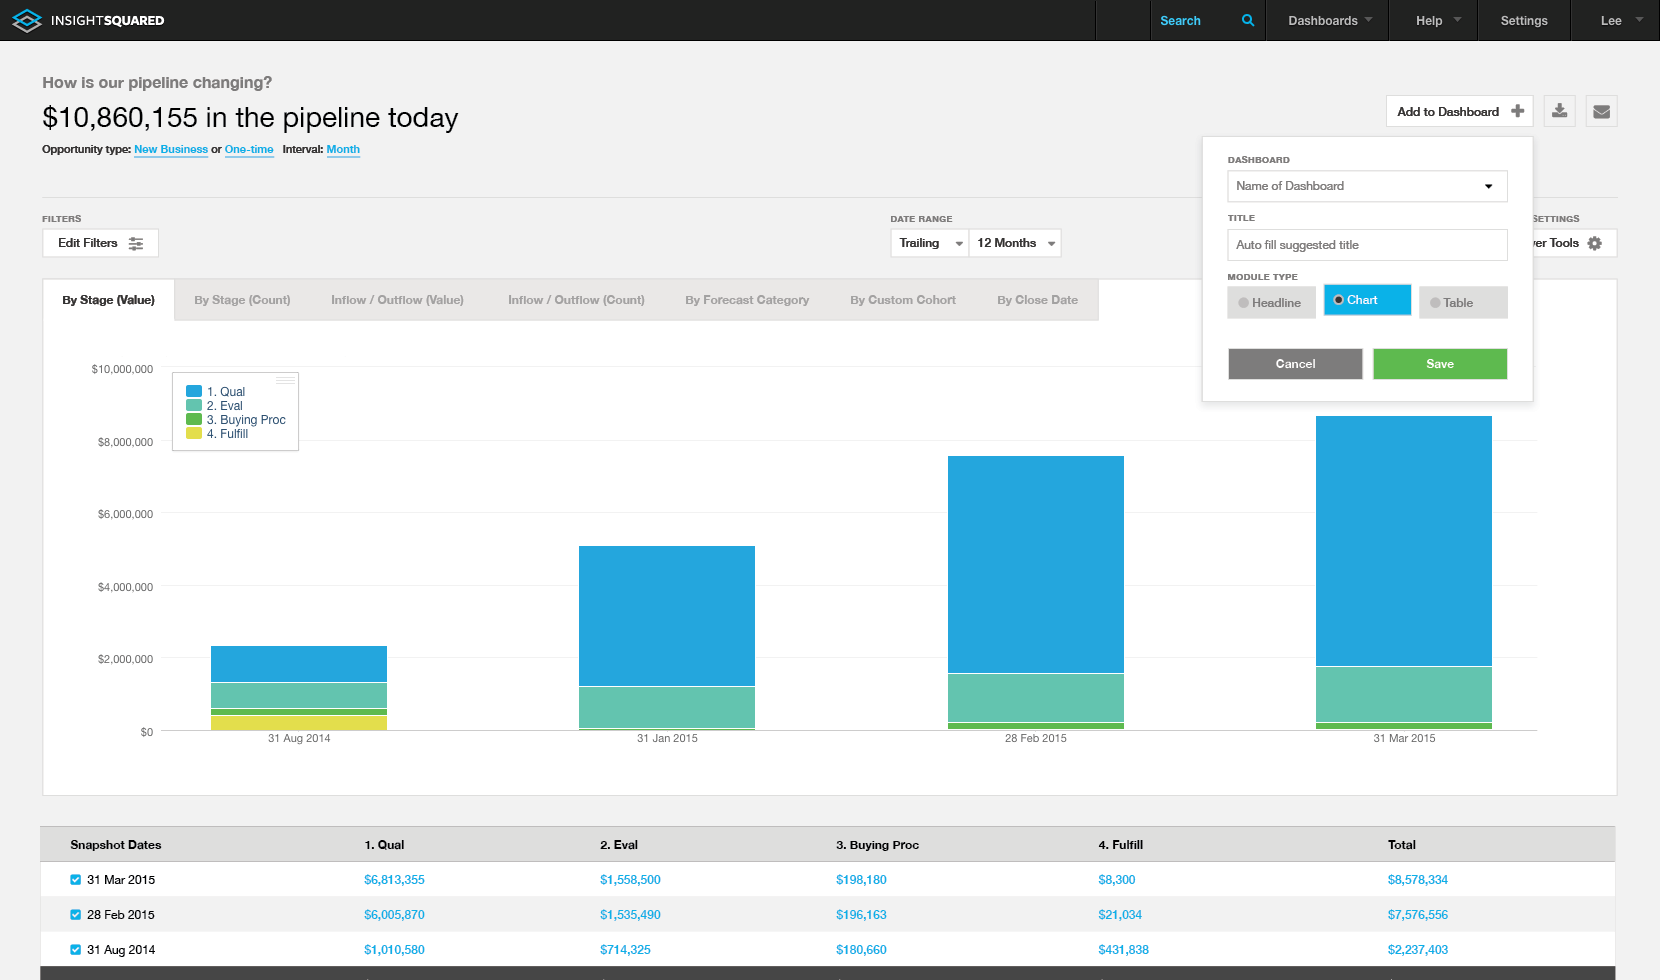 INSIGHTSQUARED
Search
Dashboards
Help
Settings
Lee
How is our pipeline changing?
$10,860,155 in the pipeline today
Opportunity type: New Business or One-time Interval: Month
Add to Dashboard
DASHBOARD
Name of Dashboard
TITLE
Auto fill suggested title
MODULE TYPE
Headline
Chart
Table
Cancel
Save
FILTERS
Edit Filters
DATE RANGE
Trailing
12 Months
SETTINGS
er Tools
By Stage (Value)
By Stage (Count)
Inflow / Outflow (Value)
Inflow / Outflow (Count)
By Forecast Category
By Custom Cohort
By Close Date
$10,000,000
$8,000,000
$6,000,000
$4,000,000
$2,000,000
$0
1. Qual
2. Eval
3. Buying Proc
4. Fulfill
31 Aug 2014
31 Jan 2015
28 Feb 2015
31 Mar 2015
Snapshot Dates 1. Qual 2. Eval 3. Buying Proc 4. Fulfill Total
31 Mar 2015 $6,813,355 $1,558,500 $198,180 $8,300 $8,578,334
28 Feb 2015 $6,005,870 $1,535,490 $196,163 $21,034 $7,576,556
31 Aug 2014 $1,010,580 $714,325 $180,660 $431,838 $2,237,403